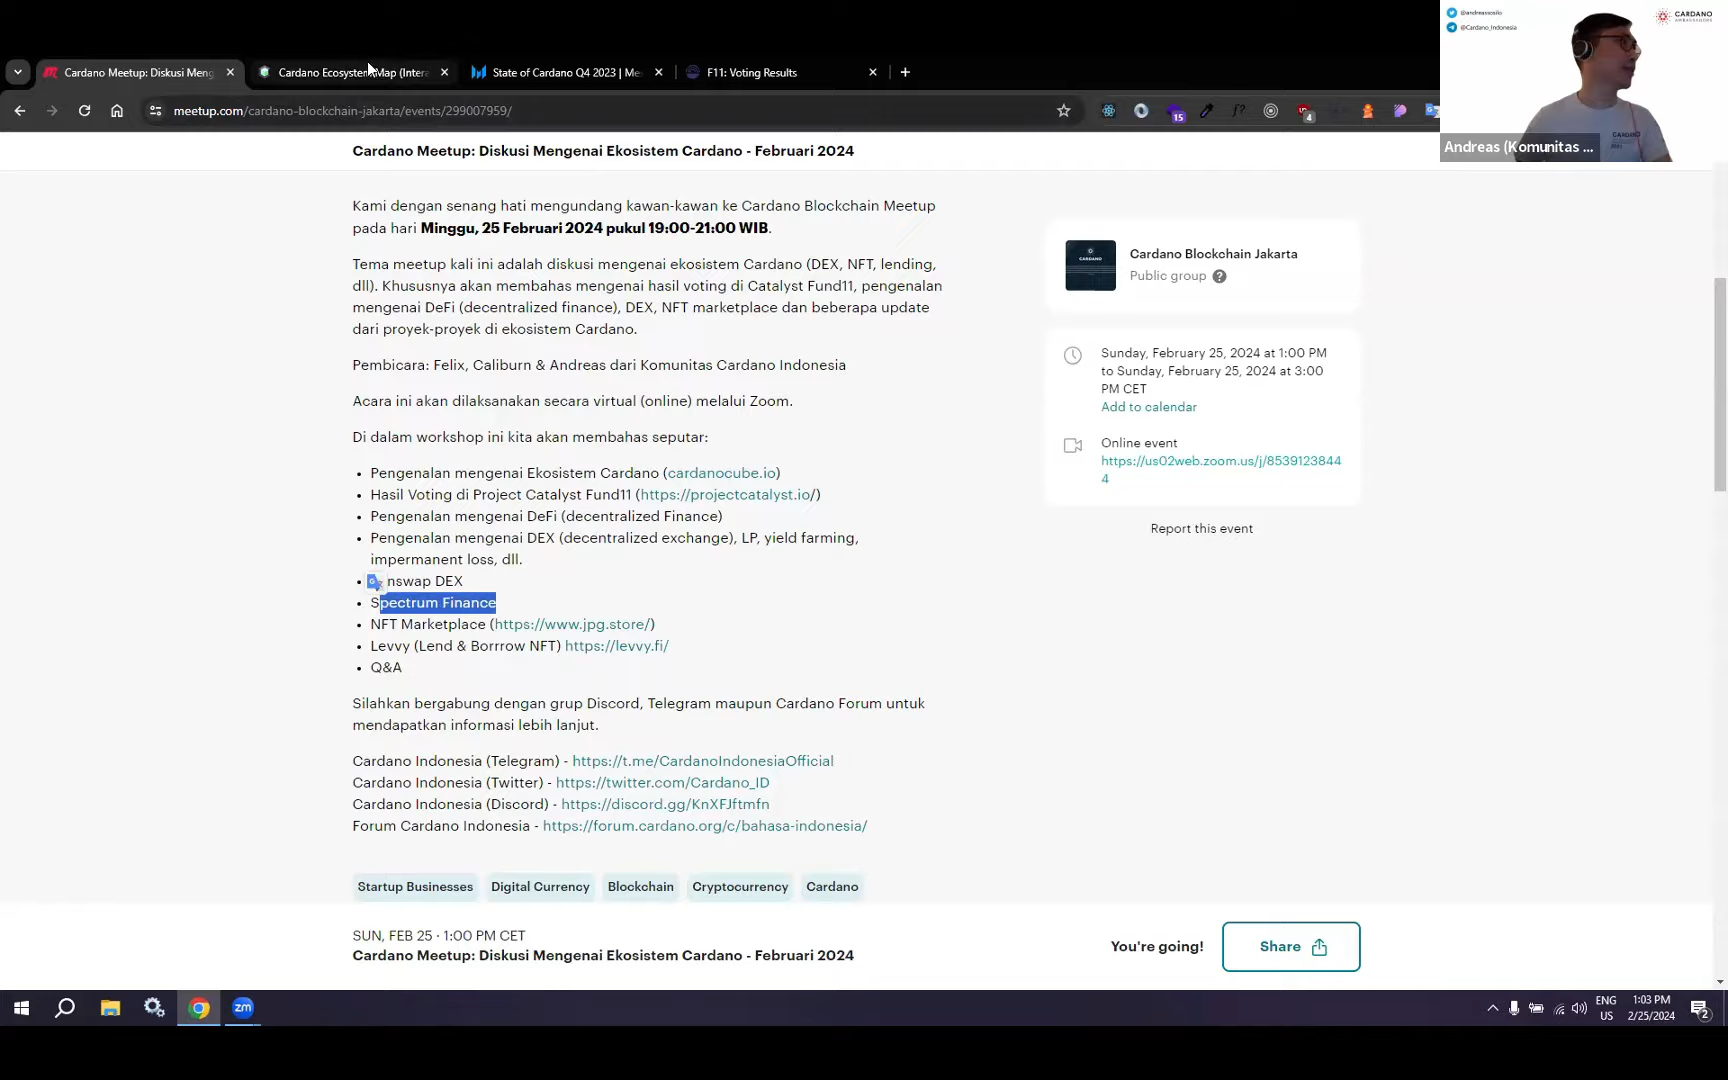 Cardano Meetup: Diskusi Meng
Cardano Ecosystem Map (Intera
State of Cardano Q4 2023 | Me
F11: Voting Results
meetup.com/cardano-blockchain-jakarta/events/299007959/
15
4
@andreassosilo
@Cardano_Indonesia
CARDANO
Andreas (Komunitas ...
Cardano Meetup: Diskusi Mengenai Ekosistem Cardano - Februari 2024
Kami dengan senang hati mengundang kawan-kawan ke Cardano Blockchain Meetup
pada hari Minggu, 25 Februari 2024 pukul 19:00-21:00 WIB.
Tema meetup kali ini adalah diskusi mengenai ekosistem Cardano (DEX, NFT, lending,
dll). Khususnya akan membahas mengenai hasil voting di Catalyst Fund11, pengenalan
mengenai DeFi (decentralized finance), DEX, NFT marketplace dan beberapa update
dari proyek-proyek di ekosistem Cardano.
Pembicara: Felix, Caliburn & Andreas dari Komunitas Cardano Indonesia
Acara ini akan dilaksanakan secara virtual (online) melalui Zoom.
Di dalam workshop ini kita akan membahas seputar:
• Pengenalan mengenai Ekosistem Cardano (cardanocube.io)
• Hasil Voting di Project Catalyst Fund11 (https://projectcatalyst.io/)
• Pengenalan mengenai DeFi (decentralized Finance)
• Pengenalan mengenai DEX (decentralized exchange), LP, yield farming,
impermanent loss, dll.
• nswap DEX
• Spectrum Finance
• NFT Marketplace (https://www.jpg.store/)
• Levvy (Lend & Borrrow NFT) https://levvy.fi/
• Q&A
Silahkan bergabung dengan grup Discord, Telegram maupun Cardano Forum untuk
mendapatkan informasi lebih lanjut.
Cardano Indonesia (Telegram) - https://t.me/CardanoIndonesiaOfficial
Cardano Indonesia (Twitter) - https://twitter.com/Cardano_ID
Cardano Indonesia (Discord) - https://discord.gg/KnXFJftmfn
Forum Cardano Indonesia - https://forum.cardano.org/c/bahasa-indonesia/
Startup Businesses
Digital Currency
Blockchain
Cryptocurrency
Cardano
Cardano Blockchain Jakarta
Public group
Sunday, February 25, 2024 at 1:00 PM
to Sunday, February 25, 2024 at 3:00
PM CET
Add to calendar
Online event
https://us02web.zoom.us/j/8539123844
4
Report this event
SUN, FEB 25 · 1:00 PM CET
Cardano Meetup: Diskusi Mengenai Ekosistem Cardano - Februari 2024
You're going!
Share
zm
ENG
US
1:03 PM
2/25/2024
2